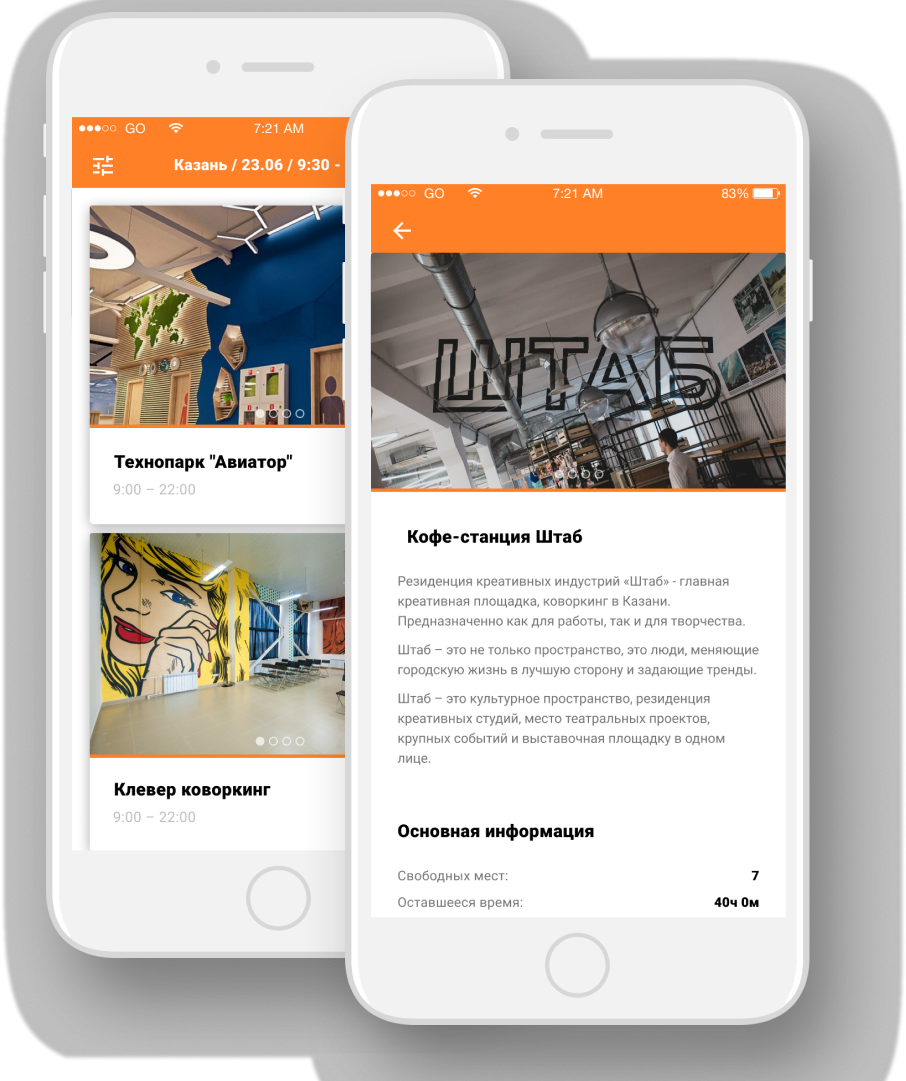 GO
7:21 AM
Казань / 23.06 / 9:30 -
Технопарк "Авиатор"
9:00 – 22:00
Клевер коворкинг
9:00 – 22:00
GO
7:21 AM
83%
ШТАБ
Кофе-станция Штаб
Резиденция креативных индустрий «Штаб» - главная
креативная площадка, коворкинг в Казани.
Предназначенно как для работы, так и для творчества.
Штаб – это не только пространство, это люди, меняющие
городскую жизнь в лучшую сторону и задающие тренды.
Штаб – это культурное пространство, резиденция
креативных студий, место театральных проектов,
крупных событий и выставочная площадку в одном
лице.
Основная информация
Свободных мест:
7
Оставшееся время:
40ч 0м